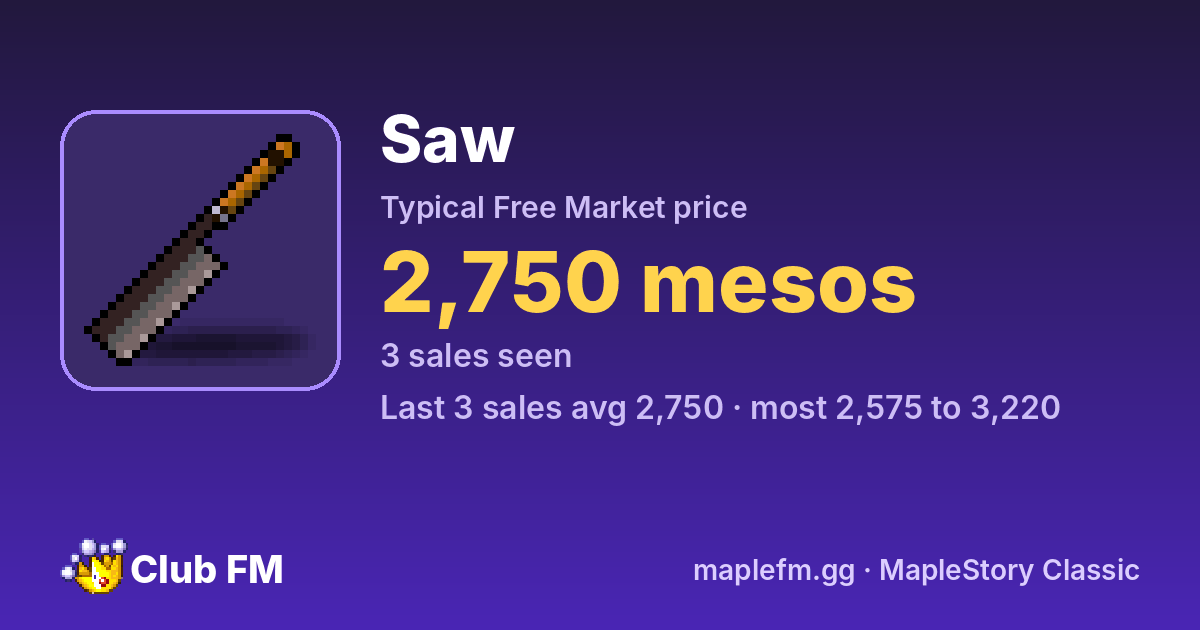 Saw
Typical Free Market price
2,750 mesos
3 sales seen
Last 3 sales avg 2,750 · most 2,575 to 3,220
Club FM
maplefm.gg · MapleStory Classic